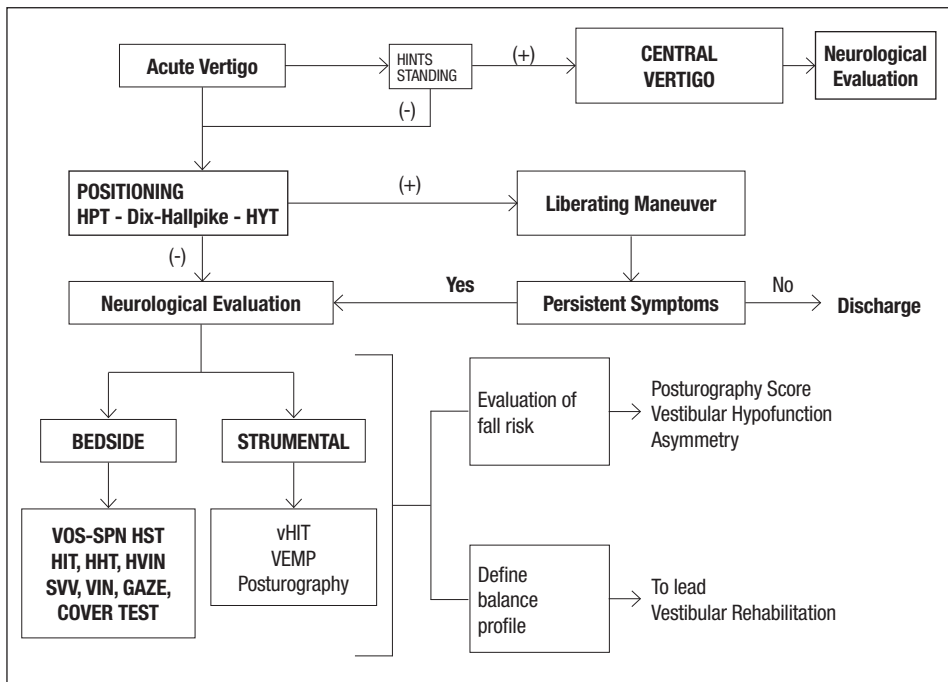 Acute Vertigo
HINTS
STANDING
(+)
CENTRAL
VERTIGO
Neurological
Evaluation
(-)
POSITIONING
HPT - Dix-Hallpike - HYT
(+)
Liberating Maneuver
(-)
Neurological Evaluation
Yes
Persistent Symptoms
No
Discharge
BEDSIDE
STRUMENTAL
VOS-SPN HST
HIT, HHT, HVIN
SVV, VIN, GAZE,
COVER TEST
vHIT
VEMP
Posturography
Evaluation of
fall risk
Posturography Score
Vestibular Hypofunction
Asymmetry
Define
balance
profile
To lead
Vestibular Rehabilitation